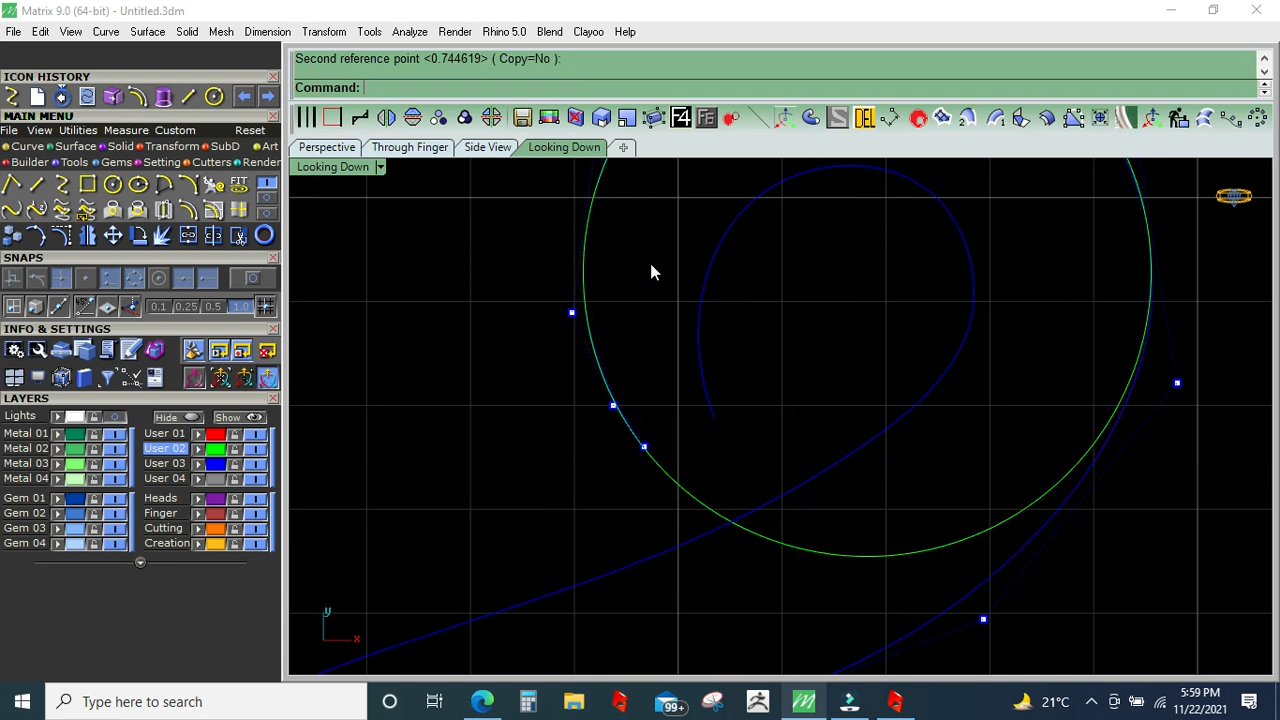 Matrix 9.0 (64-bit) - Untitled.3dm
File Edit View Curve Surface Solid Mesh Dimension Transform Tools Analyze Render Rhino 5.0 Blend Clayoo Help
ICON HISTORY
Second reference point <0.744619> ( Copy=No ):
Command:
MAIN MENU
File View Utilities Measure Custom Reset
Curve Surface Solid Transform SubD Art
Builder Tools Gems Setting Cutters Render
F4 F6 DEL
Perspective Through Finger Side View Looking Down
Looking Down
FIT
SNAPS
0.1 0.25 0.5 1.0
INFO & SETTINGS
LAYERS
Lights Hide Show
Metal 01 User 01
Metal 02 User 02
Metal 03 User 03
Metal 04 User 04
Gem 01 Heads
Gem 02 Finger
Gem 03 Cutting
Gem 04 Creation
y
x
Type here to search
99+
21°C
5:59 PM
11/22/2021